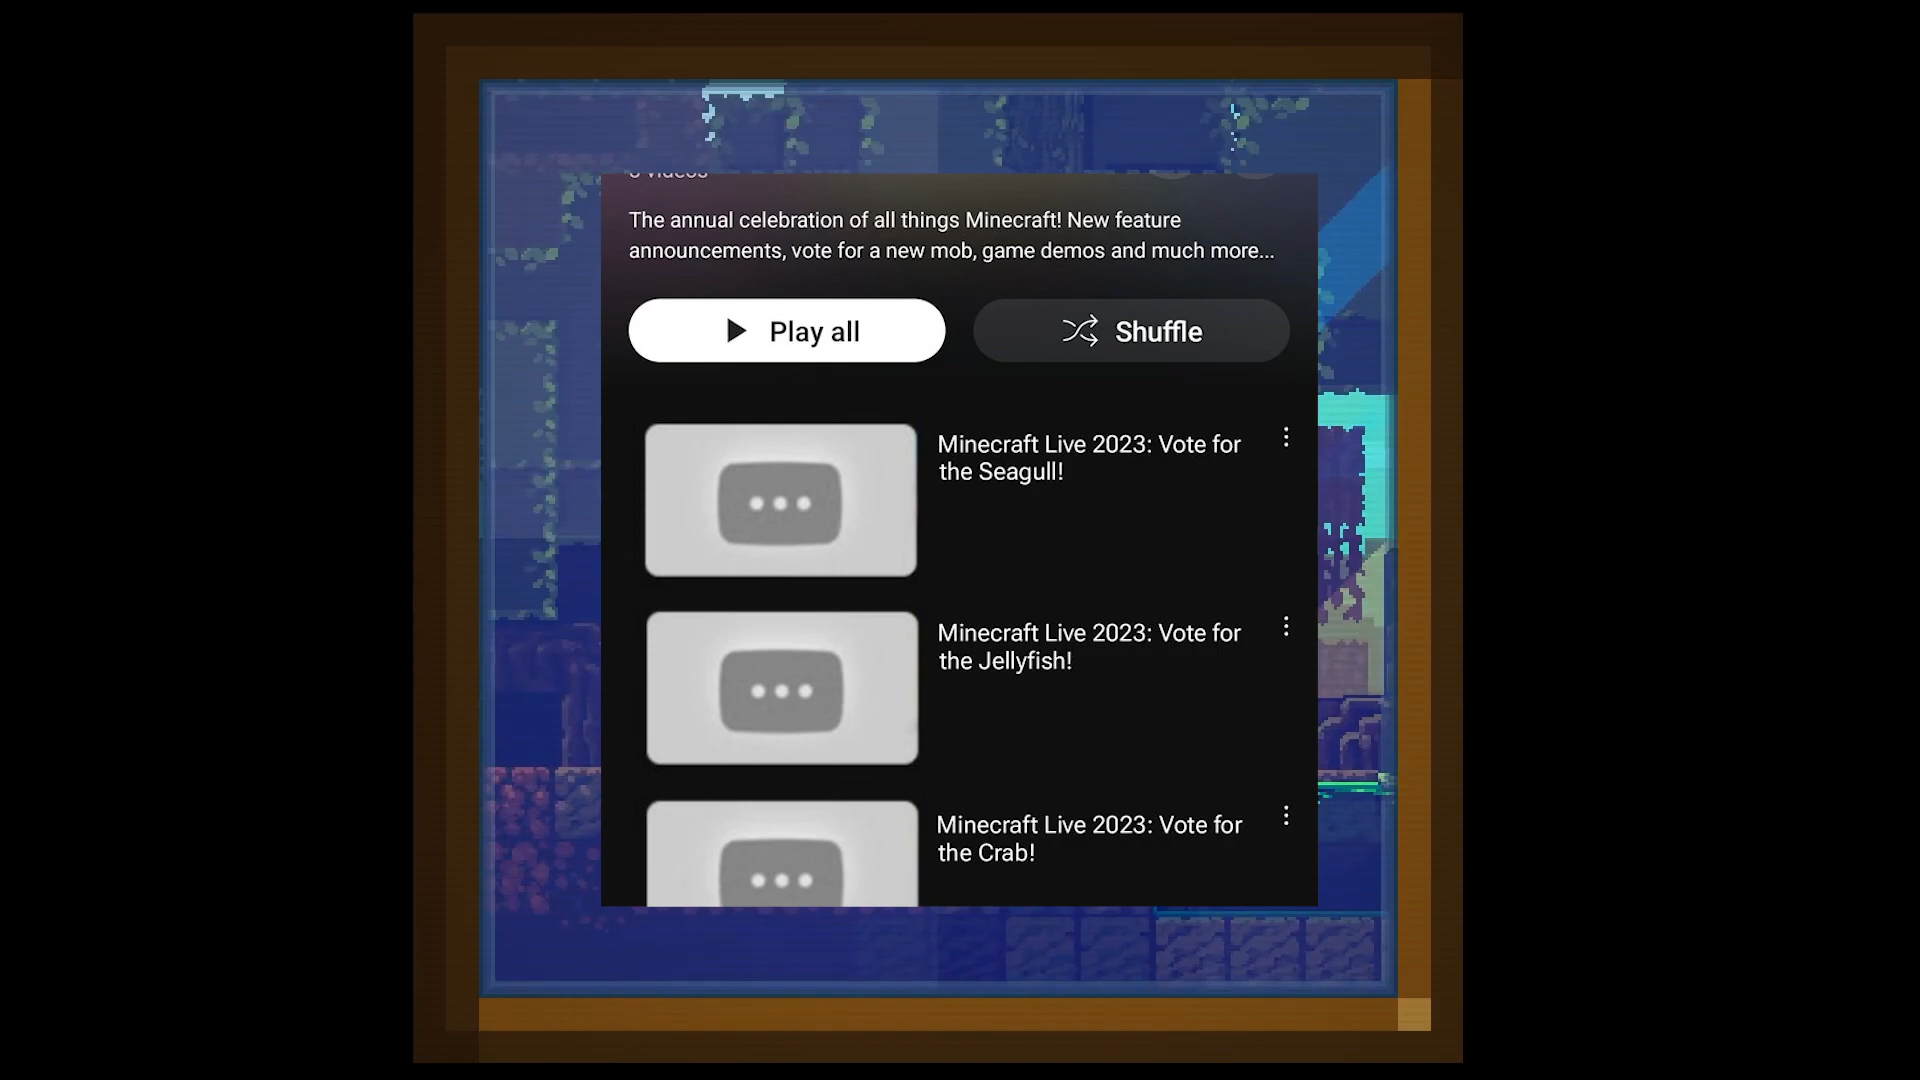 videos
The annual celebration of all things Minecraft! New feature
announcements, vote for a new mob, game demos and much more...
Play all
Shuffle
Minecraft Live 2023: Vote for
the Seagull!
Minecraft Live 2023: Vote for
the Jellyfish!
Minecraft Live 2023: Vote for
the Crab!